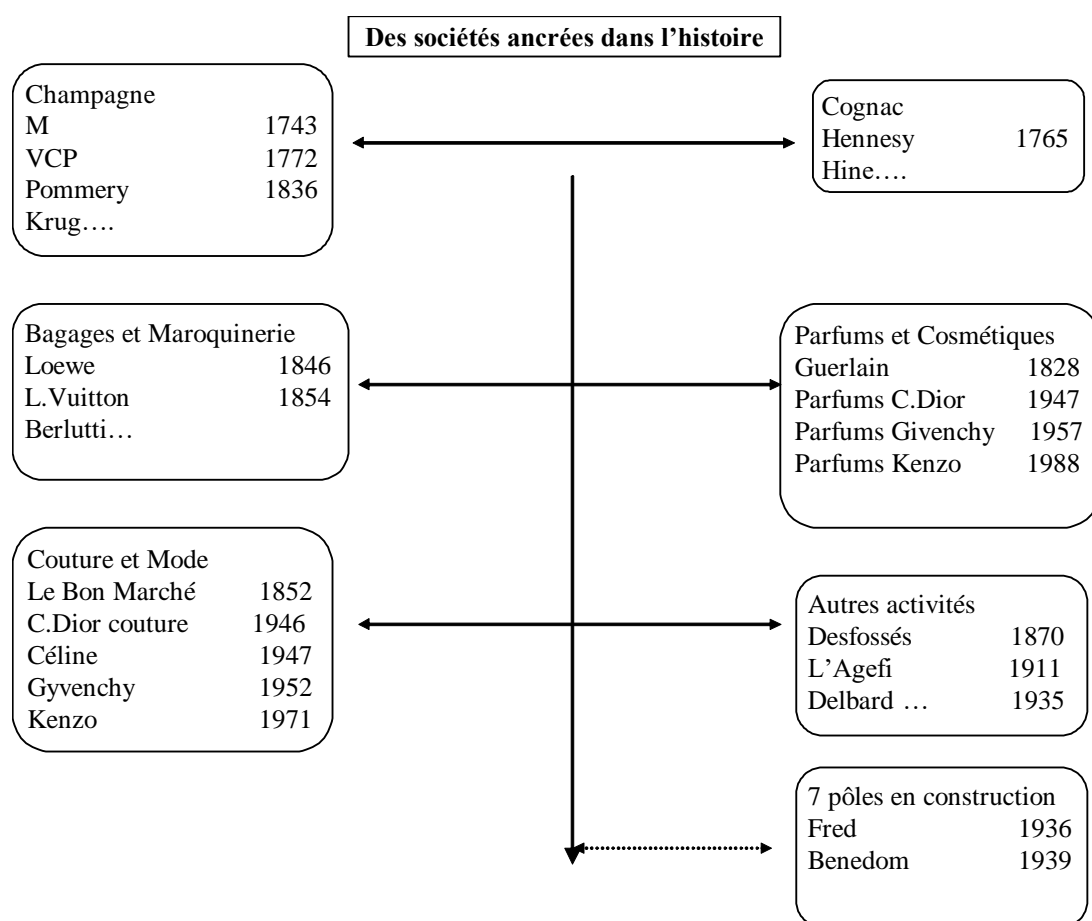 Des sociétés ancrées dans l’histoire
Champagne
M 1743
VCP 1772
Pommery 1836
Krug….
Cognac
Hennesy 1765
Hine….
Bagages et Maroquinerie
Loewe 1846
L.Vuitton 1854
Berlutti…
Parfums et Cosmétiques
Guerlain 1828
Parfums C.Dior 1947
Parfums Givenchy 1957
Parfums Kenzo 1988
Couture et Mode
Le Bon Marché 1852
C.Dior couture 1946
Céline 1947
Gyvenchy 1952
Kenzo 1971
Autres activités
Desfossés 1870
L’Agefi 1911
Delbard … 1935
7 pôles en construction
Fred 1936
Benedom 1939